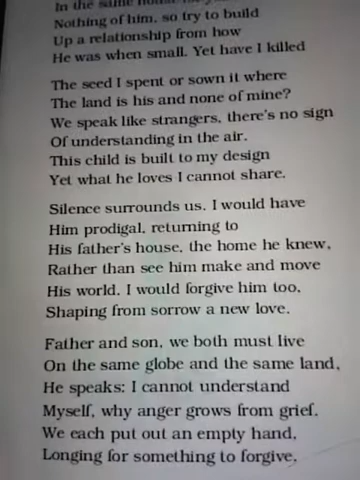 In the same house
Nothing of him, so try to build
Up a relationship from how
He was when small. Yet have I killed
The seed I spent or sown it where
The land is his and none of mine?
We speak like strangers, there's no sign
Of understanding in the air.
This child is built to my design
Yet what he loves I cannot share.
Silence surrounds us. I would have
Him prodigal, returning to
His father's house, the home he knew,
Rather than see him make and move
His world. I would forgive him too,
Shaping from sorrow a new love.
Father and son, we both must live
On the same globe and the same land,
He speaks: I cannot understand
Myself, why anger grows from grief.
We each put out an empty hand,
Longing for something to forgive.